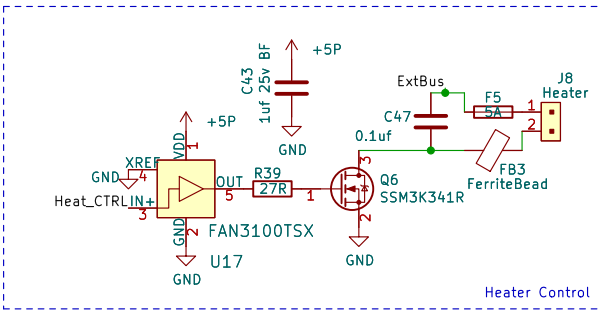 +5P
C43
1uf 25v BF
GND
ExtBus
C47
0.1uf
F5
5A
J8
Heater
1
2
FB3
FerriteBead
+5P
VDD
1
XREF
4
GND
Heat_CTRL
IN+
3
OUT
5
GND
2
GND
FAN3100TSX
U17
R39
27R
1
3
2
Q6
SSM3K341R
GND
Heater Control